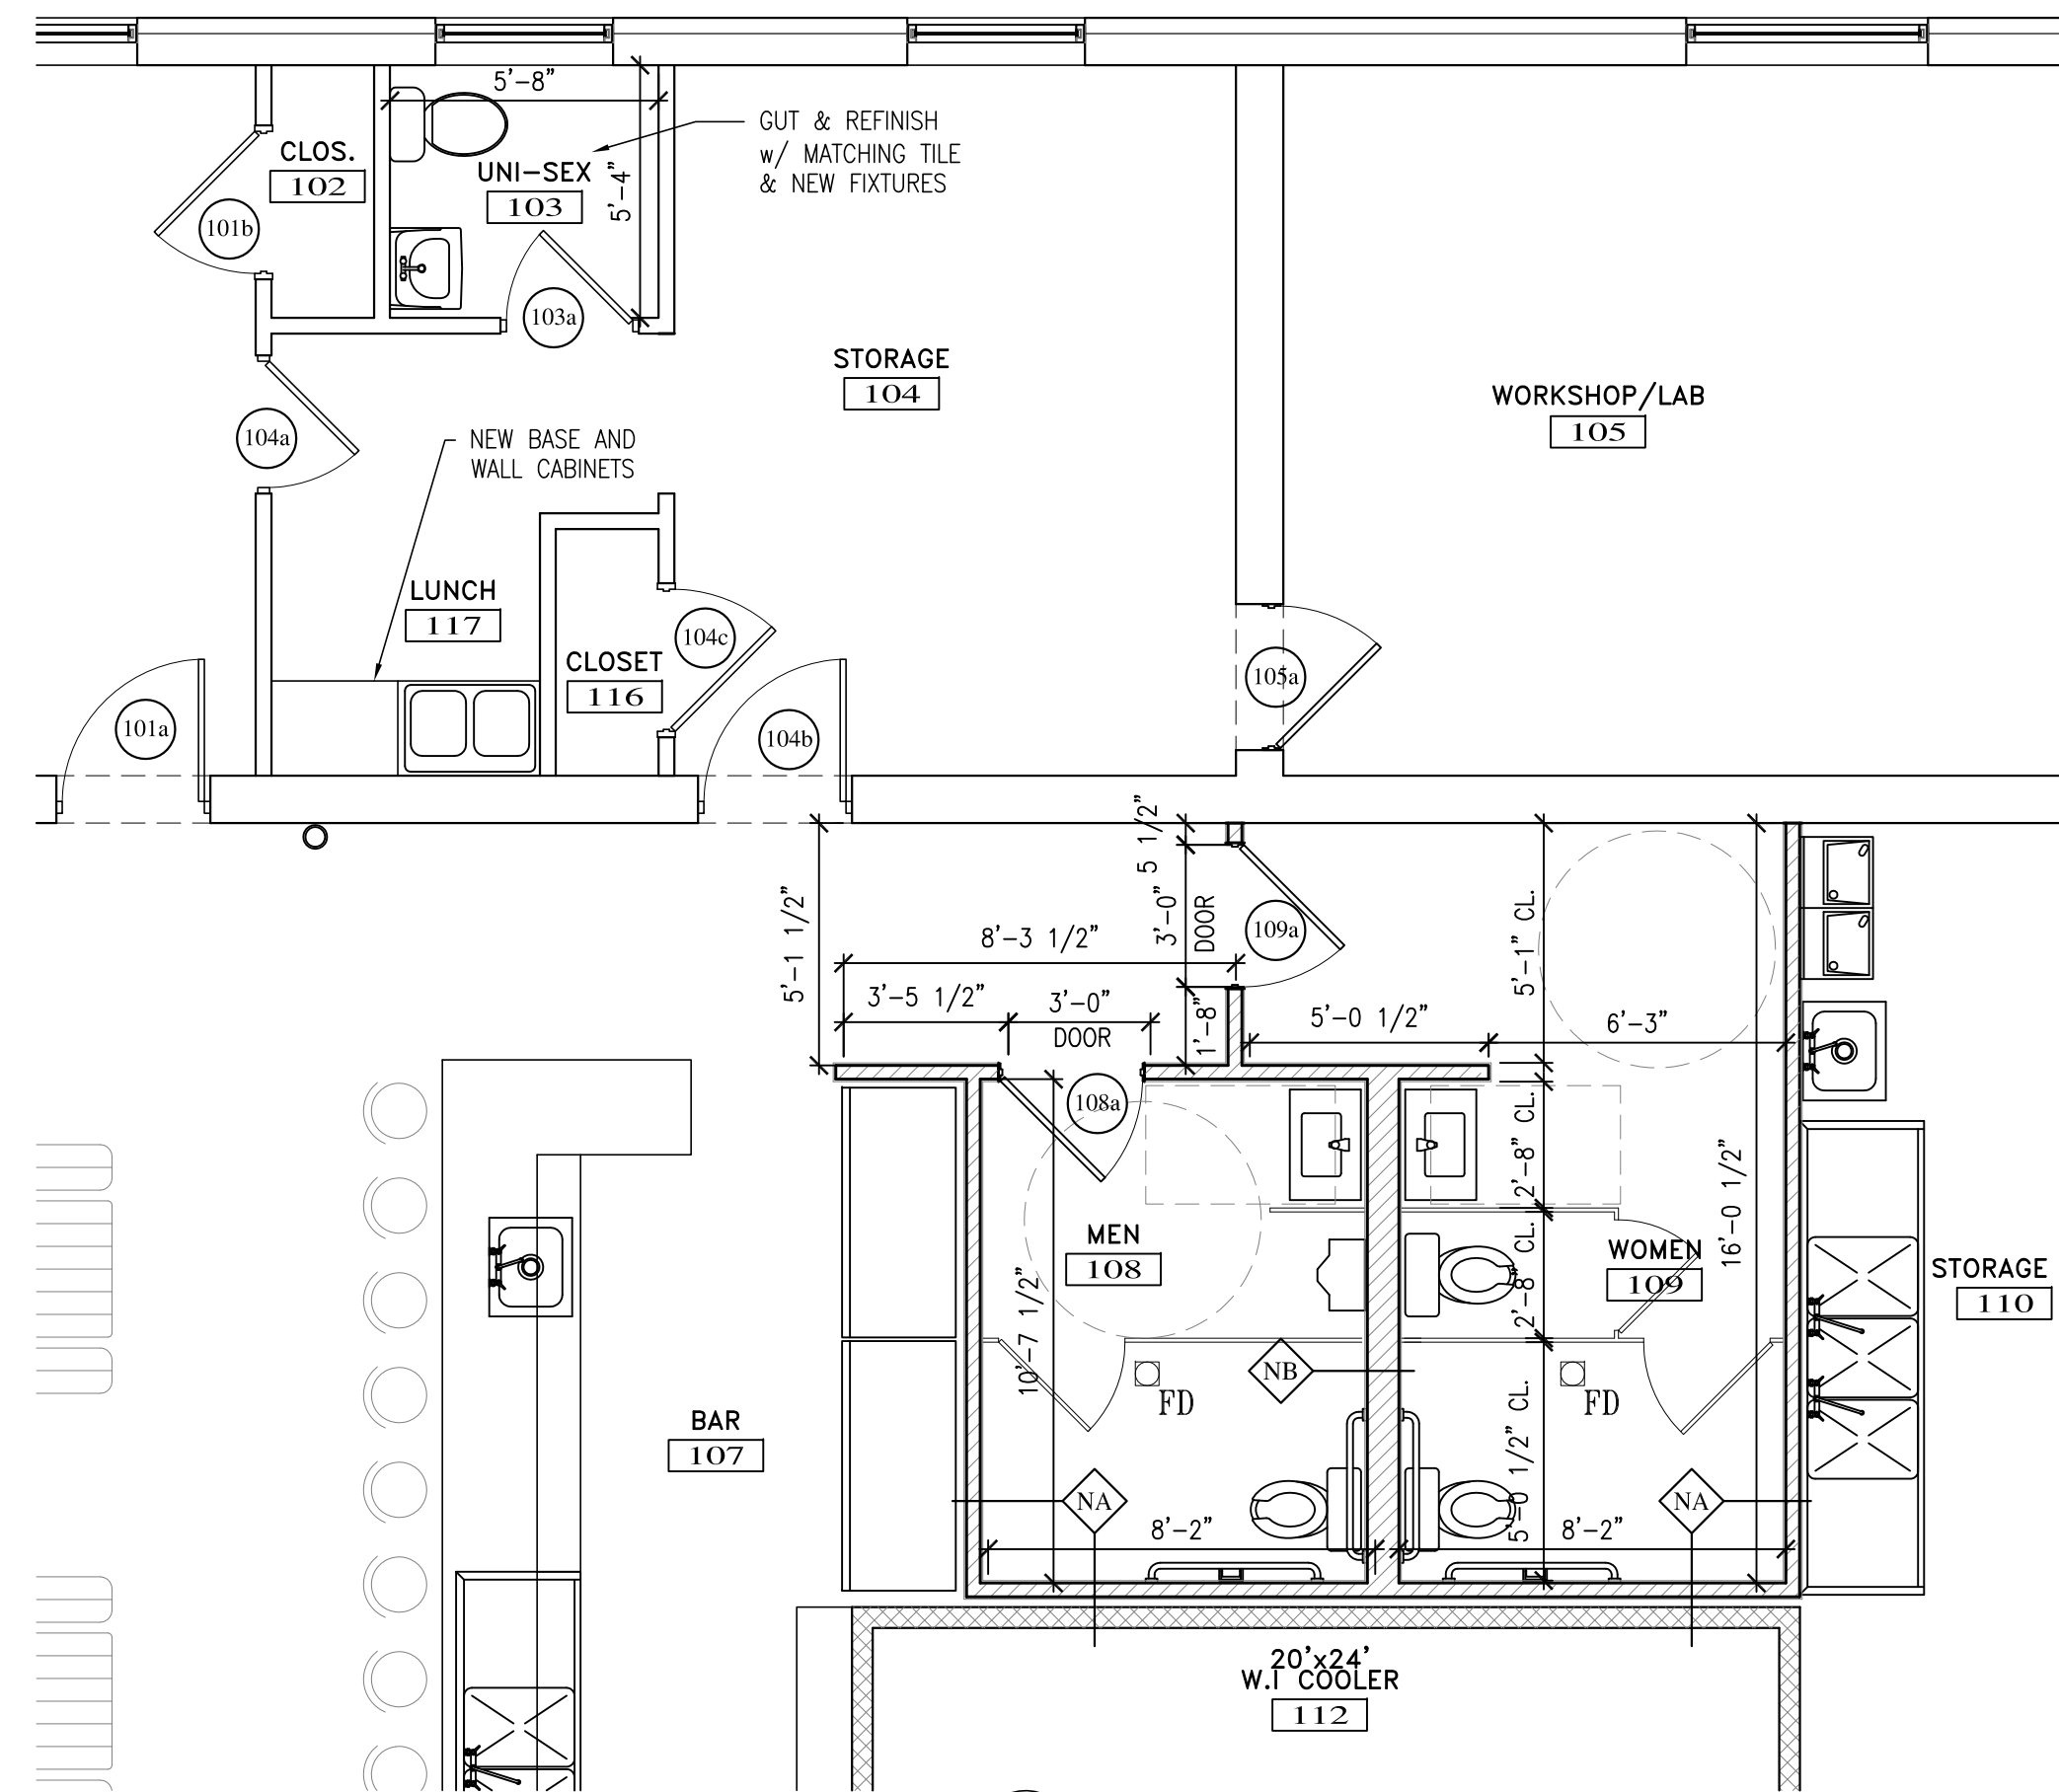 5'-8"
GUT & REFINISH
w/ MATCHING TILE
& NEW FIXTURES
CLOS.
102
UNI-SEX
103
5'-4"
101b
103a
STORAGE
104
WORKSHOP/LAB
105
104a
NEW BASE AND
WALL CABINETS
LUNCH
117
104c
CLOSET
116
105a
101a
104b
5'-1 1/2"
5 1/2"
3'-0"
DOOR
109a
8'-3 1/2"
5'-1" CL.
3'-5 1/2"
3'-0"
DOOR
1'-8"
5'-0 1/2"
6'-3"
108a
2'-8" CL.
16'-0 1/2"
MEN
108
2'-8" CL.
WOMEN
109
STORAGE
110
10'-7 1/2"
NB
FD
FD
BAR
107
5'-0 1/2" CL.
NA
NA
8'-2"
8'-2"
20'x24'
W.I COOLER
112